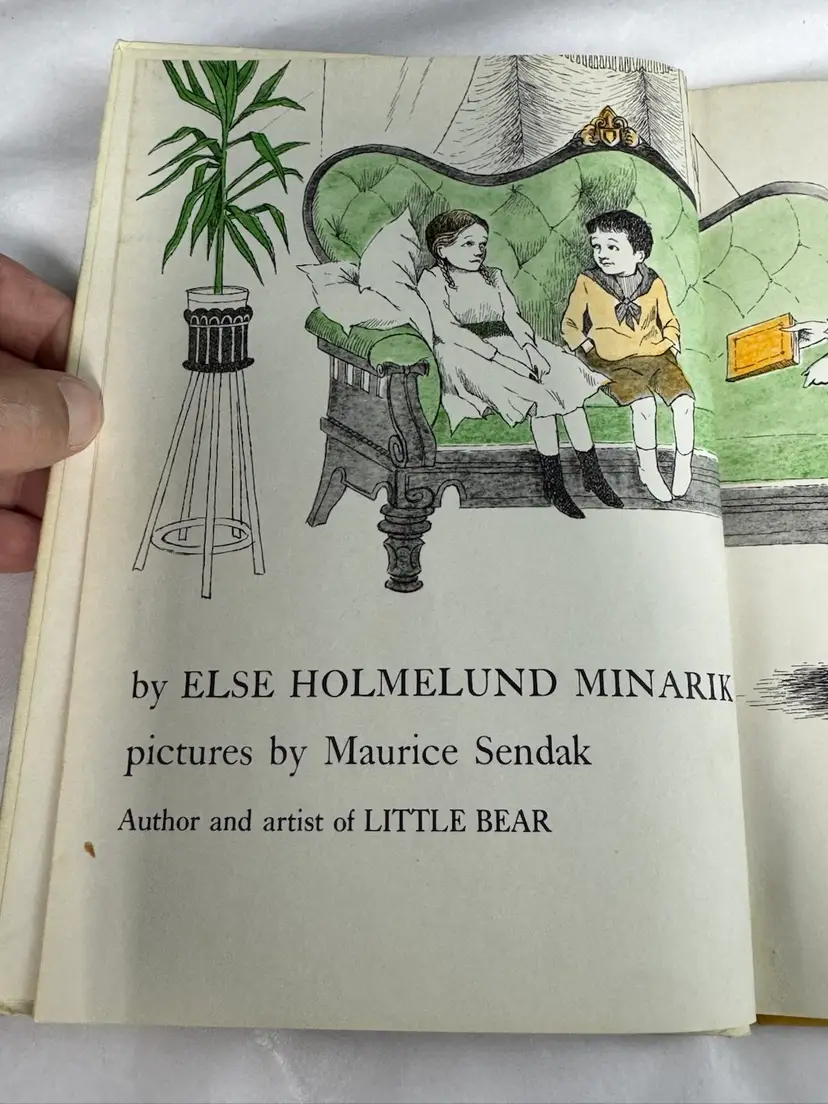 by ELSE HOLMELUND MINARIK
pictures by Maurice Sendak
Author and artist of LITTLE BEAR